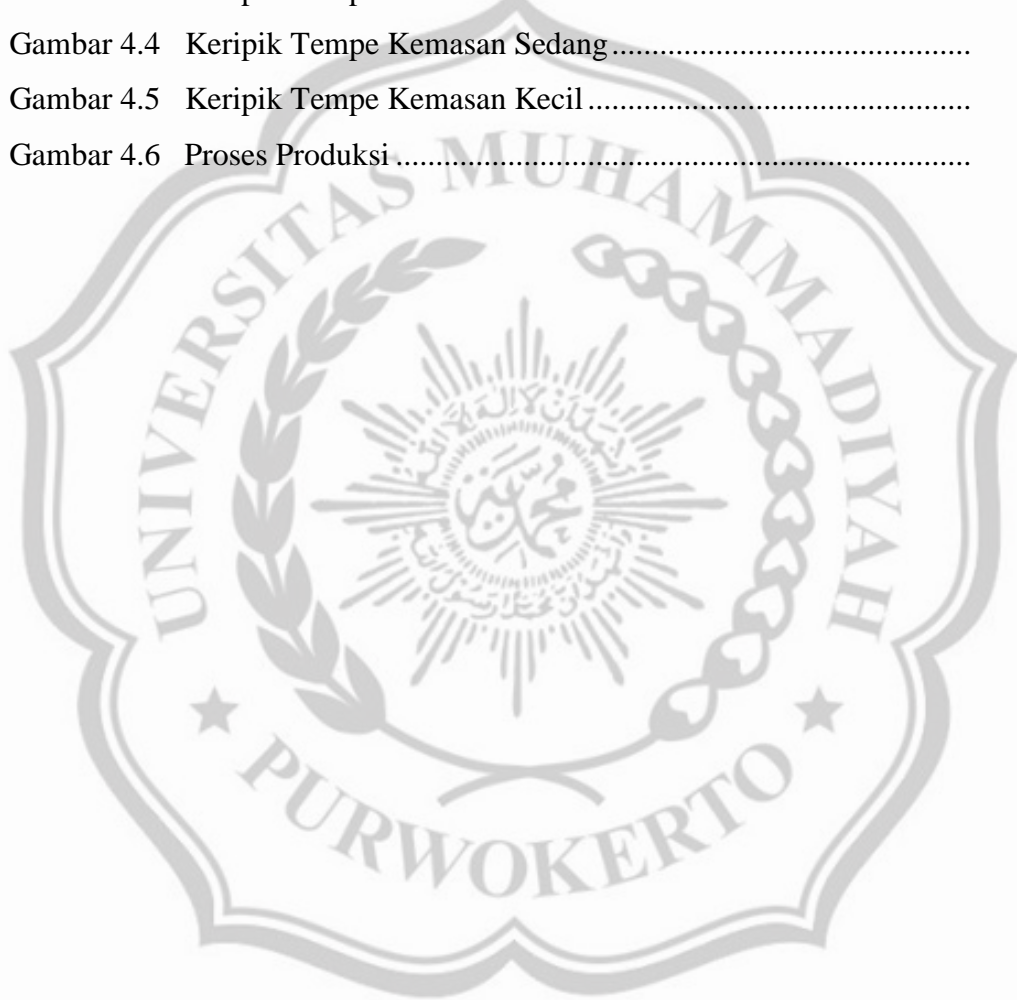 Gambar 4.4 Keripik Tempe Kemasan Sedang............................................
Gambar 4.5 Keripik Tempe Kemasan Kecil...............................................
Gambar 4.6 Proses Produksi......................................................................
UNIVERSITAS MUHAMMADIYAH
PURWOKERTO